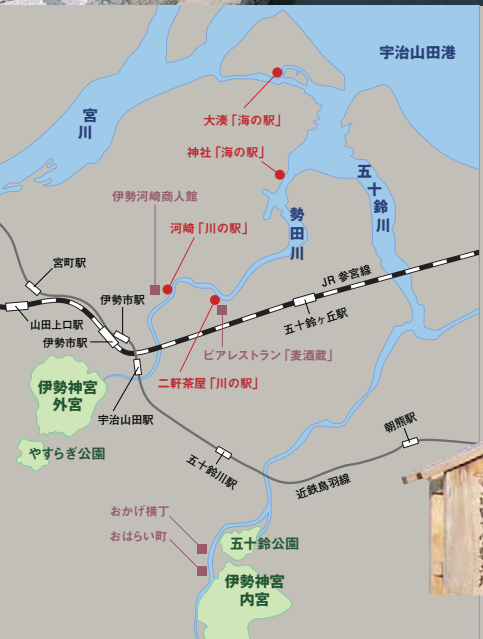 宇治山田港
宮川
大湊「海の駅」
神社「海の駅」
五十鈴川
伊勢河崎商人館
勢田川
河崎「川の駅」
宮町駅
JR 参宮線
伊勢市駅
山田上口駅
五十鈴ヶ丘駅
伊勢市駅
ビアレストラン「麦酒蔵」
二軒茶屋「川の駅」
伊勢神宮
外宮
宇治山田駅
朝熊駅
やすらぎ公園
五十鈴川駅
近鉄鳥羽線
おかげ横丁
おはらい町
五十鈴公園
伊勢神宮
内宮